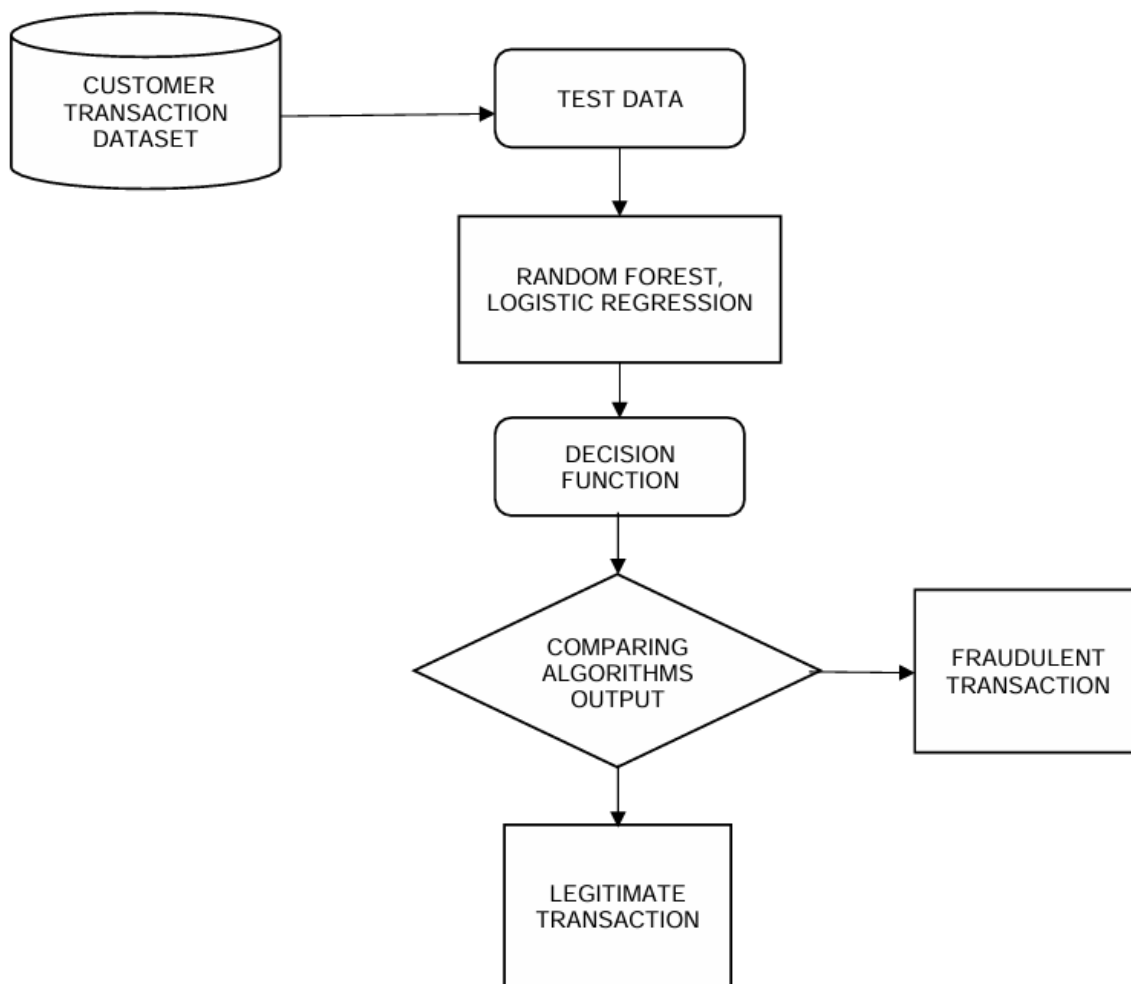 CUSTOMER
TRANSACTION
DATASET
TEST DATA
RANDOM FOREST,
LOGISTIC REGRESSION
DECISION
FUNCTION
COMPARING
ALGORITHMS
OUTPUT
FRAUDULENT
TRANSACTION
LEGITIMATE
TRANSACTION